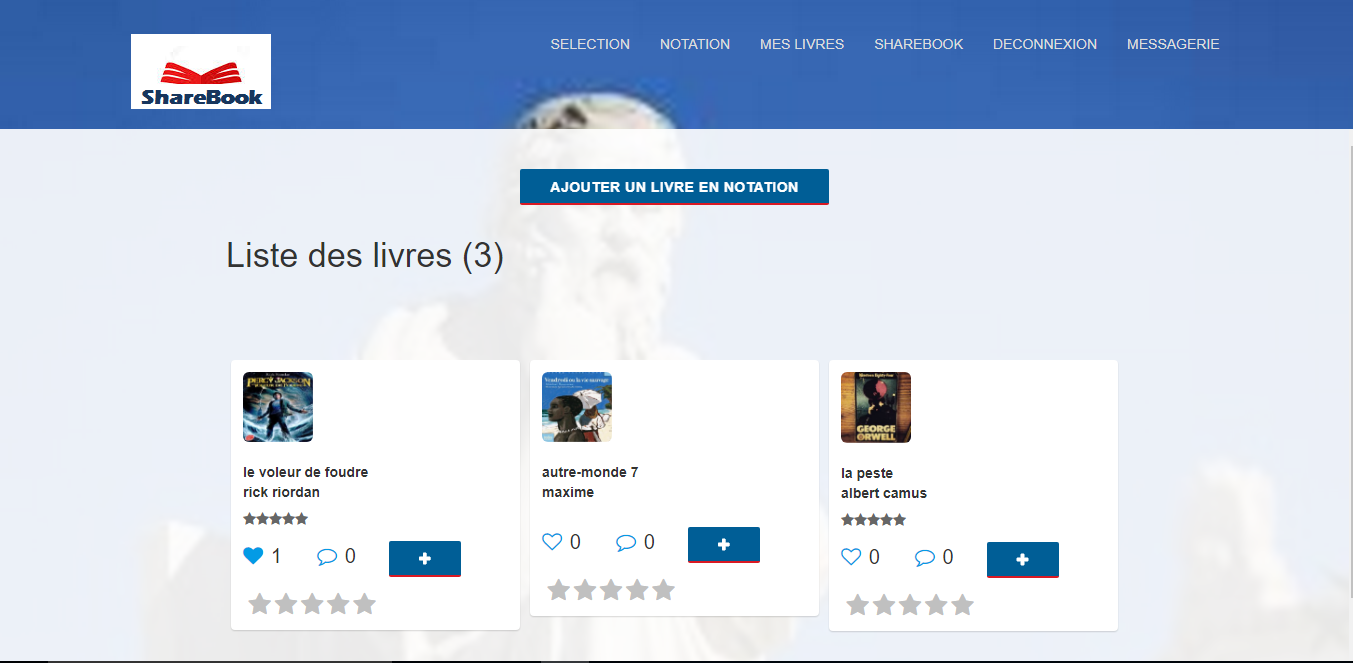 ShareBook
SELECTION NOTATION MES LIVRES SHAREBOOK DECONNEXION MESSAGERIE
AJOUTER UN LIVRE EN NOTATION
Liste des livres (3)
PERCY JACKSON
le voleur de foudre
rick riordan
1 0
Vendredi ou la vie sauvage
autre-monde 7
maxime
0 0
GEORGE
ORWELL
la peste
albert camus
0 0